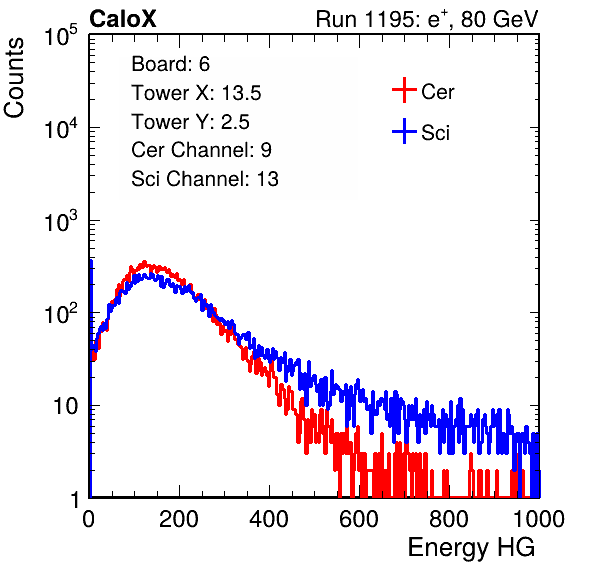 CaloX Run 1195: e⁺, 80 GeV
Counts
10⁵
10⁴
10³
10²
10
1
Board: 6
Tower X: 13.5
Tower Y: 2.5
Cer Channel: 9
Sci Channel: 13
Cer
Sci
0 200 400 600 800 1000
Energy HG